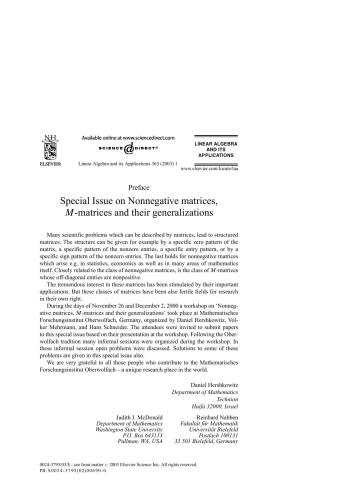 NH
ELSEVIER
Available online at www.sciencedirect.com
SCIENCE DIRECT®
Linear Algebra and its Applications 363 (2003) 1
LINEAR ALGEBRA
AND ITS
APPLICATIONS
www.elsevier.com/locate/laa
Preface
Special Issue on Nonnegative matrices,
M-matrices and their generalizations
Many scientific problems which can be described by matrices, lead to structured
matrices. The structure can be given for example by a specific zero pattern of the
matrix, a specific pattern of the nonzero entries, a specific entry pattern, or by a
specific sign pattern of the nonzero entries. The last holds for nonnegative matrices
which arise e.g. in statistics, economics as well as in many areas of mathematics
itself. Closely related to the class of nonnegative matrices, is the class of M-matrices
whose off-diagonal entries are nonpositive.
The tremendous interest in these matrices has been stimulated by their important
applications. But these classes of matrices have been also fertile fields for research
in their own right.
During the days of November 26 and December 2, 2000 a workshop on ‘Nonneg-
ative matrices, M-matrices and their generalizations’ took place at Mathematisches
Forschungsinstitut Oberwolfach, Germany, organized by Daniel Hershkowitz, Vol-
ker Mehrmann, and Hans Schneider. The attendees were invited to submit papers
to this special issue based on their presentation at the workshop. Following the Ober-
wolfach tradition many informal sessions were organized during the workshop. In
these informal session open problems were discussed. Solutions to some of these
problems are given in this special issue also.
We are very grateful to all those people who contribute to the Mathematisches
Forschungsinstitut Oberwolfach—a unique research place in the world.
Daniel Hershkowitz
Department of Mathematics
Technion
Haifa 32000, Israel
Judith J. McDonald
Department of Mathematics
Washington State University
P.O. Box 643113
Pullman, WA, USA
Reinhard Nabben
Fakultät für Mathematik
Universität Bielefeld
Postfach 100131
33 501 Bielefeld, Germany
0024-3795/03/$ - see front matter © 2003 Elsevier Science Inc. All rights reserved.
PII: S0024-3795(02)00690-0